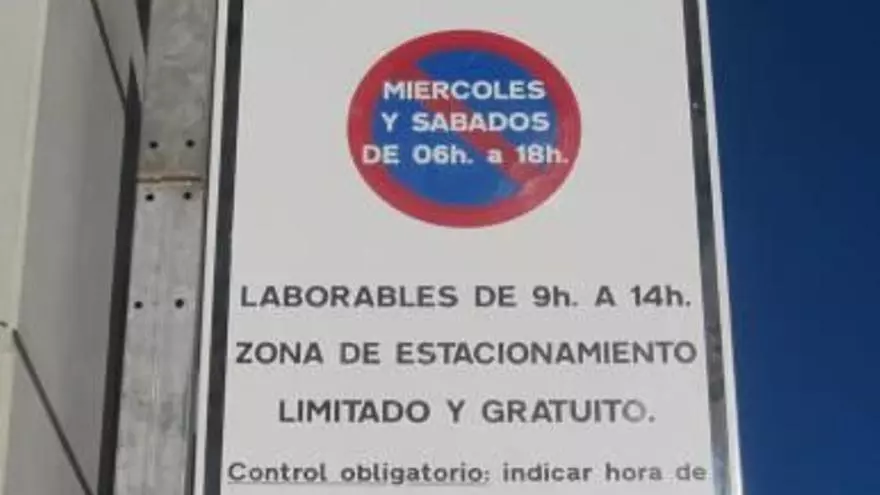 MIERCOLES
Y SABADOS
DE 06h. a 18h.
LABORABLES DE 9h. A 14h.
ZONA DE ESTACIONAMIENTO
LIMITADO Y GRATUITO.
Control obligatorio: indicar hora de